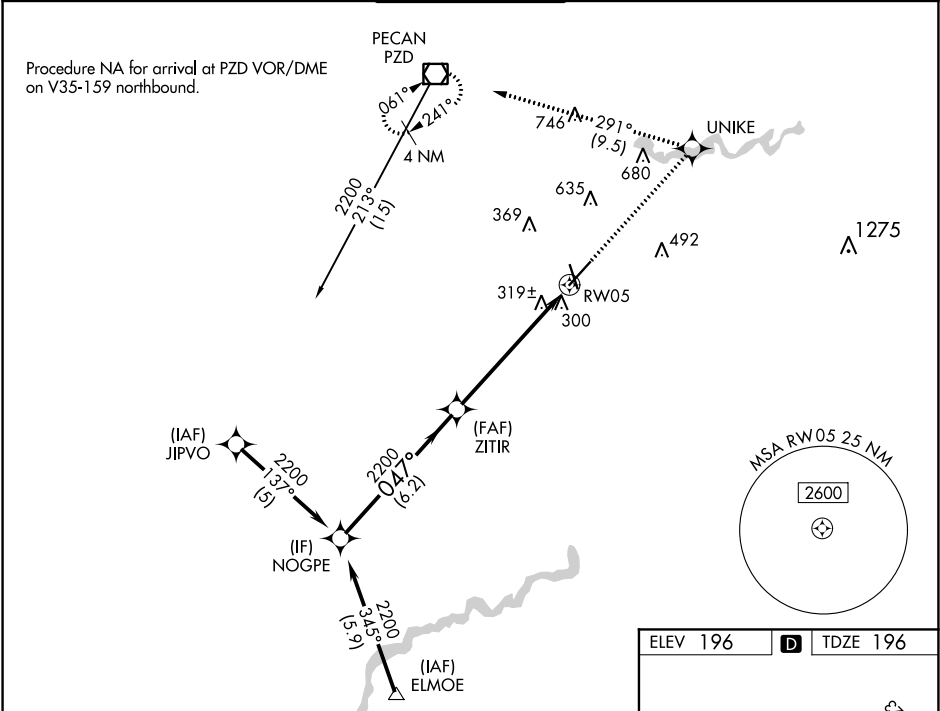 PECAN
PZD
Procedure NA for arrival at PZD VOR/DME
on V35-159 northbound.
061°
241°
4 NM
2200
213°
(15)
746
291°
(9.5)
UNIKE
680
635
369
492
1275
319±
RW05
300
(FAF)
ZITIR
(IAF)
JIPVO
2200
137°
(5)
2200
047°
(6.2)
(IF)
NOGPE
2200
345°
(5.9)
(IAF)
ELMOE
MSA RW05 25 NM
2600
ELEV 196 D TDZE 196